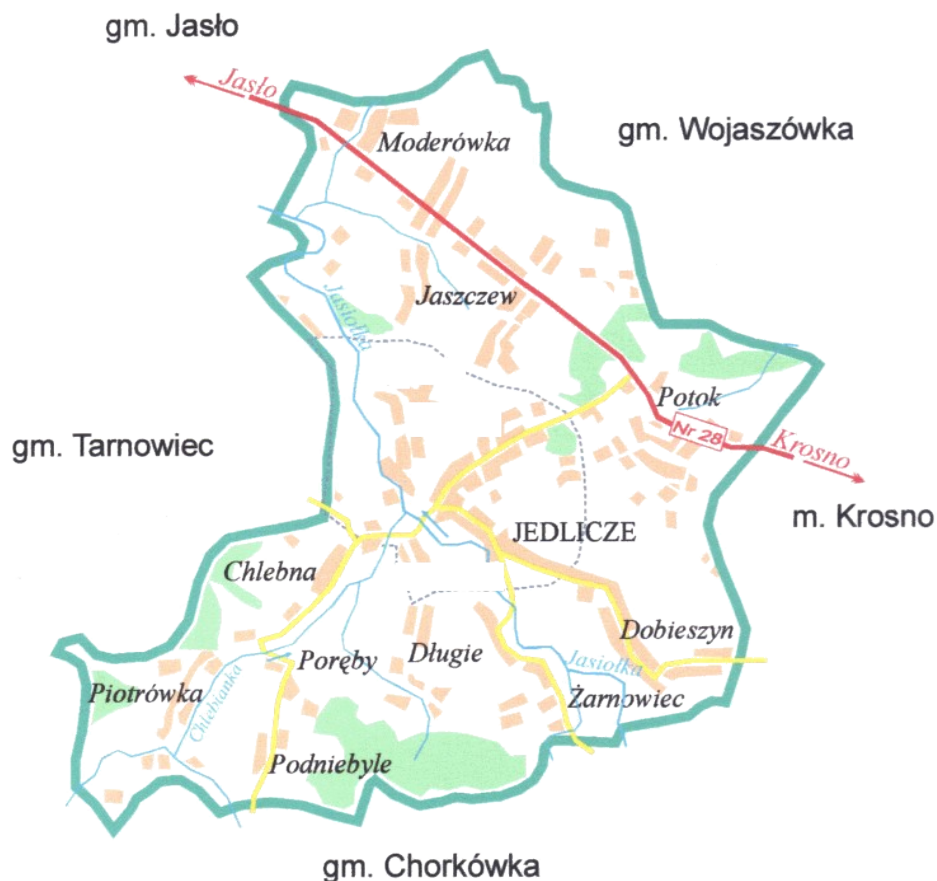 gm. Jasło
Jasło
gm. Wojaszówka
Moderówka
Jaszczew
Jasiołka
Potok
Nr 28
Krosno
gm. Tarnowiec
m. Krosno
JEDLICZE
Chlebna
Dobieszyn
Poręby
Długie
Jasiołka
Piotrówka
Chlebianka
Żarnowiec
Podniebyle
gm. Chorkówka